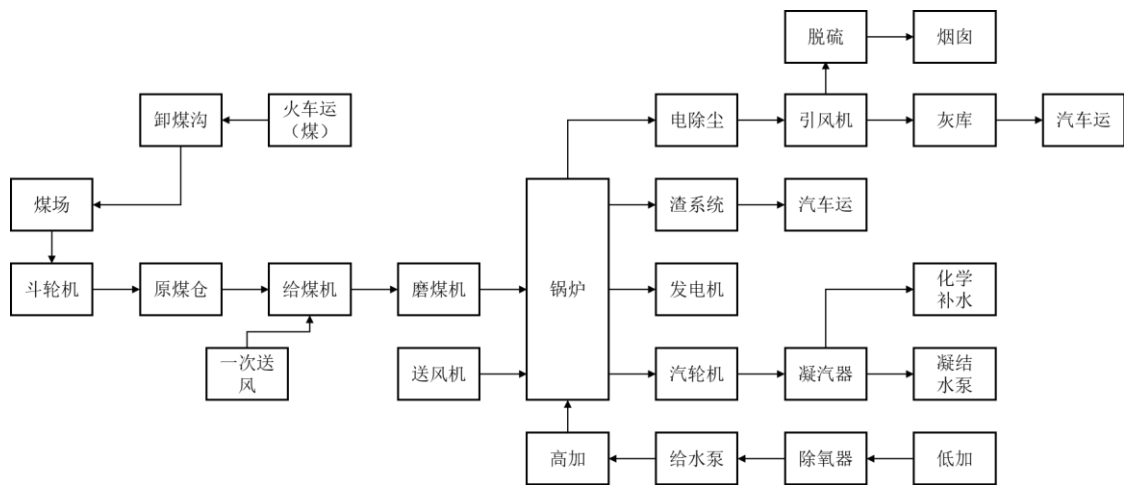 脱硫
烟囱
卸煤沟
火车运
（煤）
电除尘
引风机
灰库
汽车运
煤场
渣系统
汽车运
斗轮机
原煤仓
给煤机
磨煤机
锅炉
发电机
化学
补水
一次送
风
送风机
汽轮机
凝汽器
凝结
水泵
高加
给水泵
除氧器
低加